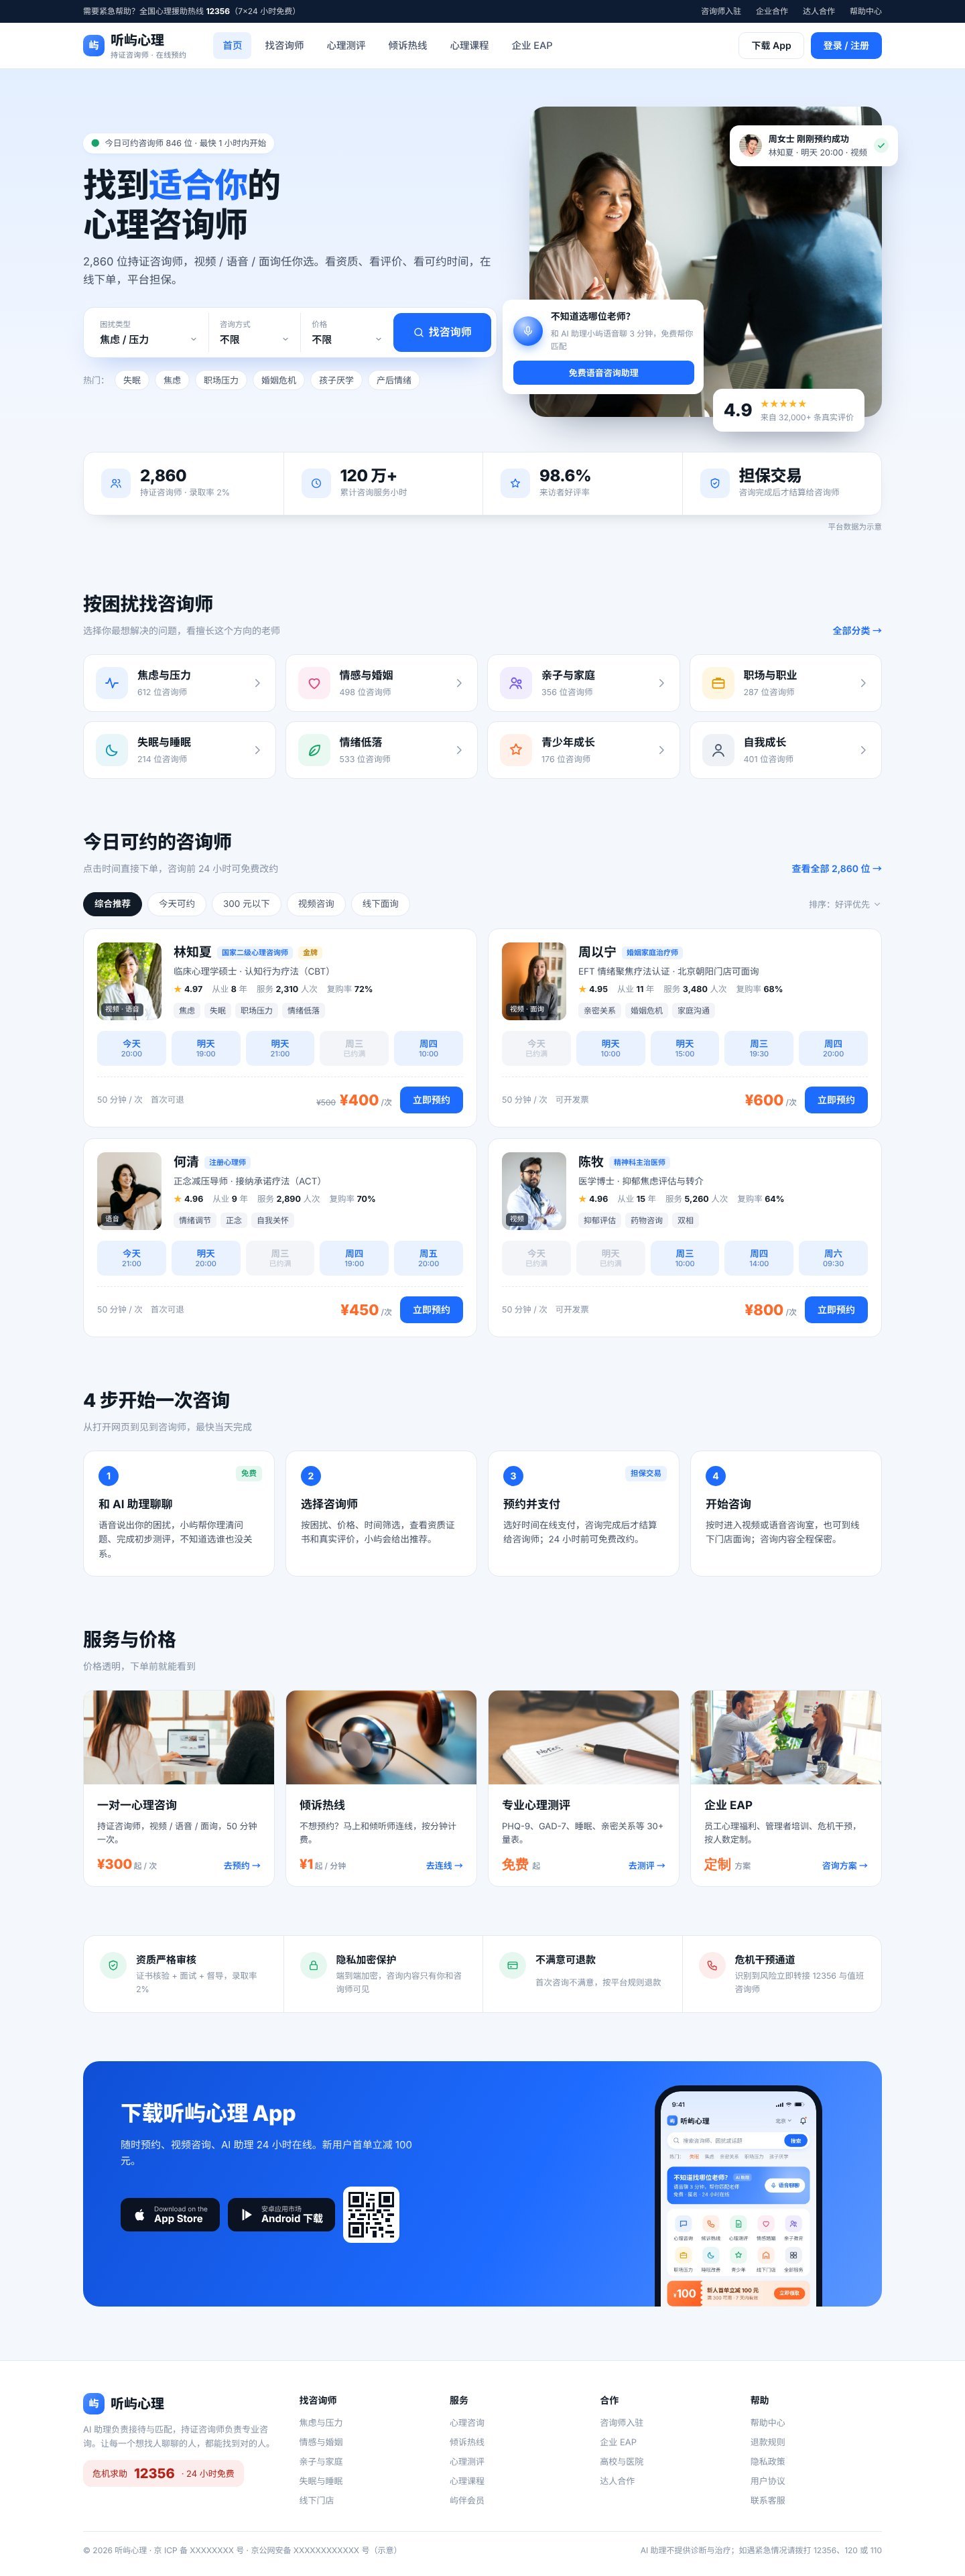 需要紧急帮助？全国心理援助热线 12356（7×24 小时免费）
咨询师入驻 企业合作 达人合作 帮助中心
屿 听屿心理
持证咨询师 · 在线预约
首页 找咨询师 心理测评 倾诉热线 心理课程 企业 EAP
下载 App 登录 / 注册
今日可约咨询师 846 位 · 最快 1 小时内开始
找到适合你的
心理咨询师
2,860 位持证咨询师，视频 / 语音 / 面询任你选。看资质、看评价、看可约时间，在
线下单，平台担保。
困扰类型 咨询方式 价格
焦虑 / 压力 不限 不限 找咨询师
热门： 失眠 焦虑 职场压力 婚姻危机 孩子厌学 产后情绪
周女士 刚刚预约成功
林知夏 · 明天 20:00 · 视频
不知道选哪位老师？
和 AI 助理小屿语音聊 3 分钟，免费帮你
匹配
免费语音咨询助理
4.9 ★★★★★
来自 32,000+ 条真实评价
2,860
持证咨询师 · 录取率 2%
120 万+
累计咨询服务小时
98.6%
来访者好评率
担保交易
咨询完成后才结算给咨询师
平台数据为示意
按困扰找咨询师
选择你最想解决的问题，看擅长这个方向的老师
全部分类 →
焦虑与压力
612 位咨询师
情感与婚姻
498 位咨询师
亲子与家庭
356 位咨询师
职场与职业
287 位咨询师
失眠与睡眠
214 位咨询师
情绪低落
533 位咨询师
青少年成长
176 位咨询师
自我成长
401 位咨询师
今日可约的咨询师
点击时间直接下单，咨询前 24 小时可免费改约
查看全部 2,860 位 →
综合推荐 今天可约 300 元以下 视频咨询 线下面询
排序：好评优先
林知夏 国家二级心理咨询师 金牌
临床心理学硕士 · 认知行为疗法（CBT）
★ 4.97 从业 8 年 服务 2,310 人次 复购率 72%
视频 · 语音
焦虑 失眠 职场压力 情绪低落
今天 明天 明天 周三 周四
20:00 19:00 21:00 已约满 10:00
50 分钟 / 次 首次可退
¥500 ¥400 /次 立即预约
周以宁 婚姻家庭治疗师
EFT 情绪聚焦疗法认证 · 北京朝阳门店可面询
★ 4.95 从业 11 年 服务 3,480 人次 复购率 68%
视频 · 面询
亲密关系 婚姻危机 家庭沟通
今天 明天 明天 周三 周四
已约满 10:00 15:00 19:30 20:00
50 分钟 / 次 可开发票
¥600 /次 立即预约
何清 注册心理师
正念减压导师 · 接纳承诺疗法（ACT）
★ 4.96 从业 9 年 服务 2,890 人次 复购率 70%
语音
情绪调节 正念 自我关怀
今天 明天 周三 周四 周五
21:00 20:00 已约满 19:00 20:00
50 分钟 / 次 首次可退
¥450 /次 立即预约
陈牧 精神科主治医师
医学博士 · 抑郁焦虑评估与转介
★ 4.96 从业 15 年 服务 5,260 人次 复购率 64%
视频
抑郁评估 药物咨询 双相
今天 明天 周三 周四 周六
已约满 已约满 10:00 14:00 09:30
50 分钟 / 次 可开发票
¥800 /次 立即预约
4 步开始一次咨询
从打开网页到见到咨询师，最快当天完成
1 免费
和 AI 助理聊聊
语音说出你的困扰，小屿帮你理清问
题、完成初步测评，不知道选谁也没关
系。
2
选择咨询师
按困扰、价格、时间筛选，查看资质证
书和真实评价，小屿会给出推荐。
3 担保交易
预约并支付
选好时间在线支付，咨询完成后才结算
给咨询师；24 小时前可免费改约。
4
开始咨询
按时进入视频或语音咨询室，也可到线
下门店面询；咨询内容全程保密。
服务与价格
价格透明，下单前就能看到
一对一心理咨询
持证咨询师，视频 / 语音 / 面询，50 分钟
一次。
¥300 起 / 次 去预约 →
倾诉热线
不想预约？马上和倾听师连线，按分钟计
费。
¥1 起 / 分钟 去连线 →
专业心理测评
PHQ-9、GAD-7、睡眠、亲密关系等 30+
量表。
免费 起 去测评 →
企业 EAP
员工心理福利、管理者培训、危机干预，
按人数定制。
定制 方案 咨询方案 →
资质严格审核
证书核验 + 面试 + 督导，录取率
2%
隐私加密保护
端到端加密，咨询内容只有你和咨
询师可见
不满意可退款
首次咨询不满意，按平台规则退款
危机干预通道
识别到风险立即转接 12356 与值班
咨询师
下载听屿心理 App
随时预约、视频咨询、AI 助理 24 小时在线。新用户首单立减 100
元。
Download on the
App Store
安卓应用市场
Android 下载
9:41
屿 听屿心理
搜索
不知道找哪位老师？
心理咨询 倾诉热线 心理测评 情感婚姻 亲子教育
职场压力 睡眠改善 青少年 线下门店 全部服务
¥100 新人首单立减 100 元 立即领取
屿 听屿心理
AI 助理负责接待与匹配，持证咨询师负责专业咨
询。让每一个想找人聊聊的人，都能找到对的人。
危机求助 12356 · 24 小时免费
找咨询师
焦虑与压力
情感与婚姻
亲子与家庭
失眠与睡眠
线下门店
服务
心理咨询
倾诉热线
心理测评
心理课程
屿伴会员
合作
咨询师入驻
企业 EAP
高校与医院
达人合作
帮助
帮助中心
退款规则
隐私政策
用户协议
联系客服
© 2026 听屿心理 · 京 ICP 备 XXXXXXXX 号 · 京公网安备 XXXXXXXXXXXX 号（示意）
AI 助理不提供诊断与治疗；如遇紧急情况请拨打 12356、120 或 110